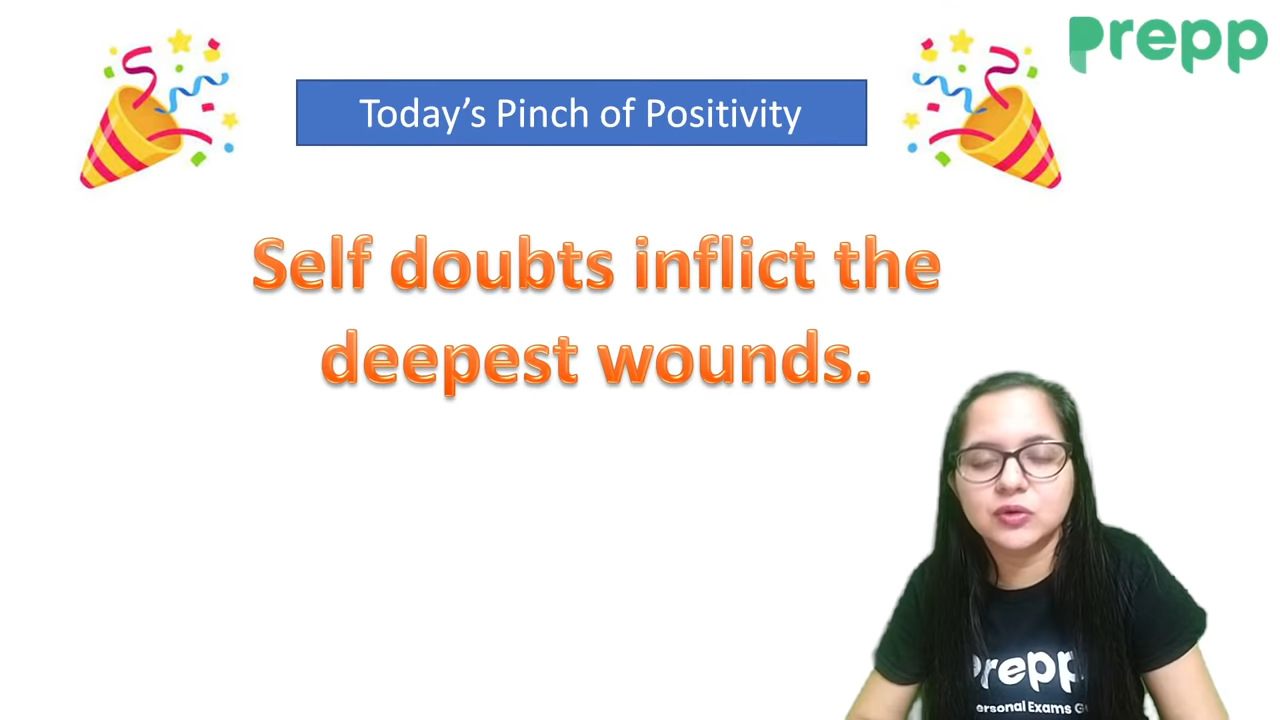 prepp
Today's Pinch of Positivity
Self doubts inflict the
deepest wounds.
prepp
ersonal Exams G